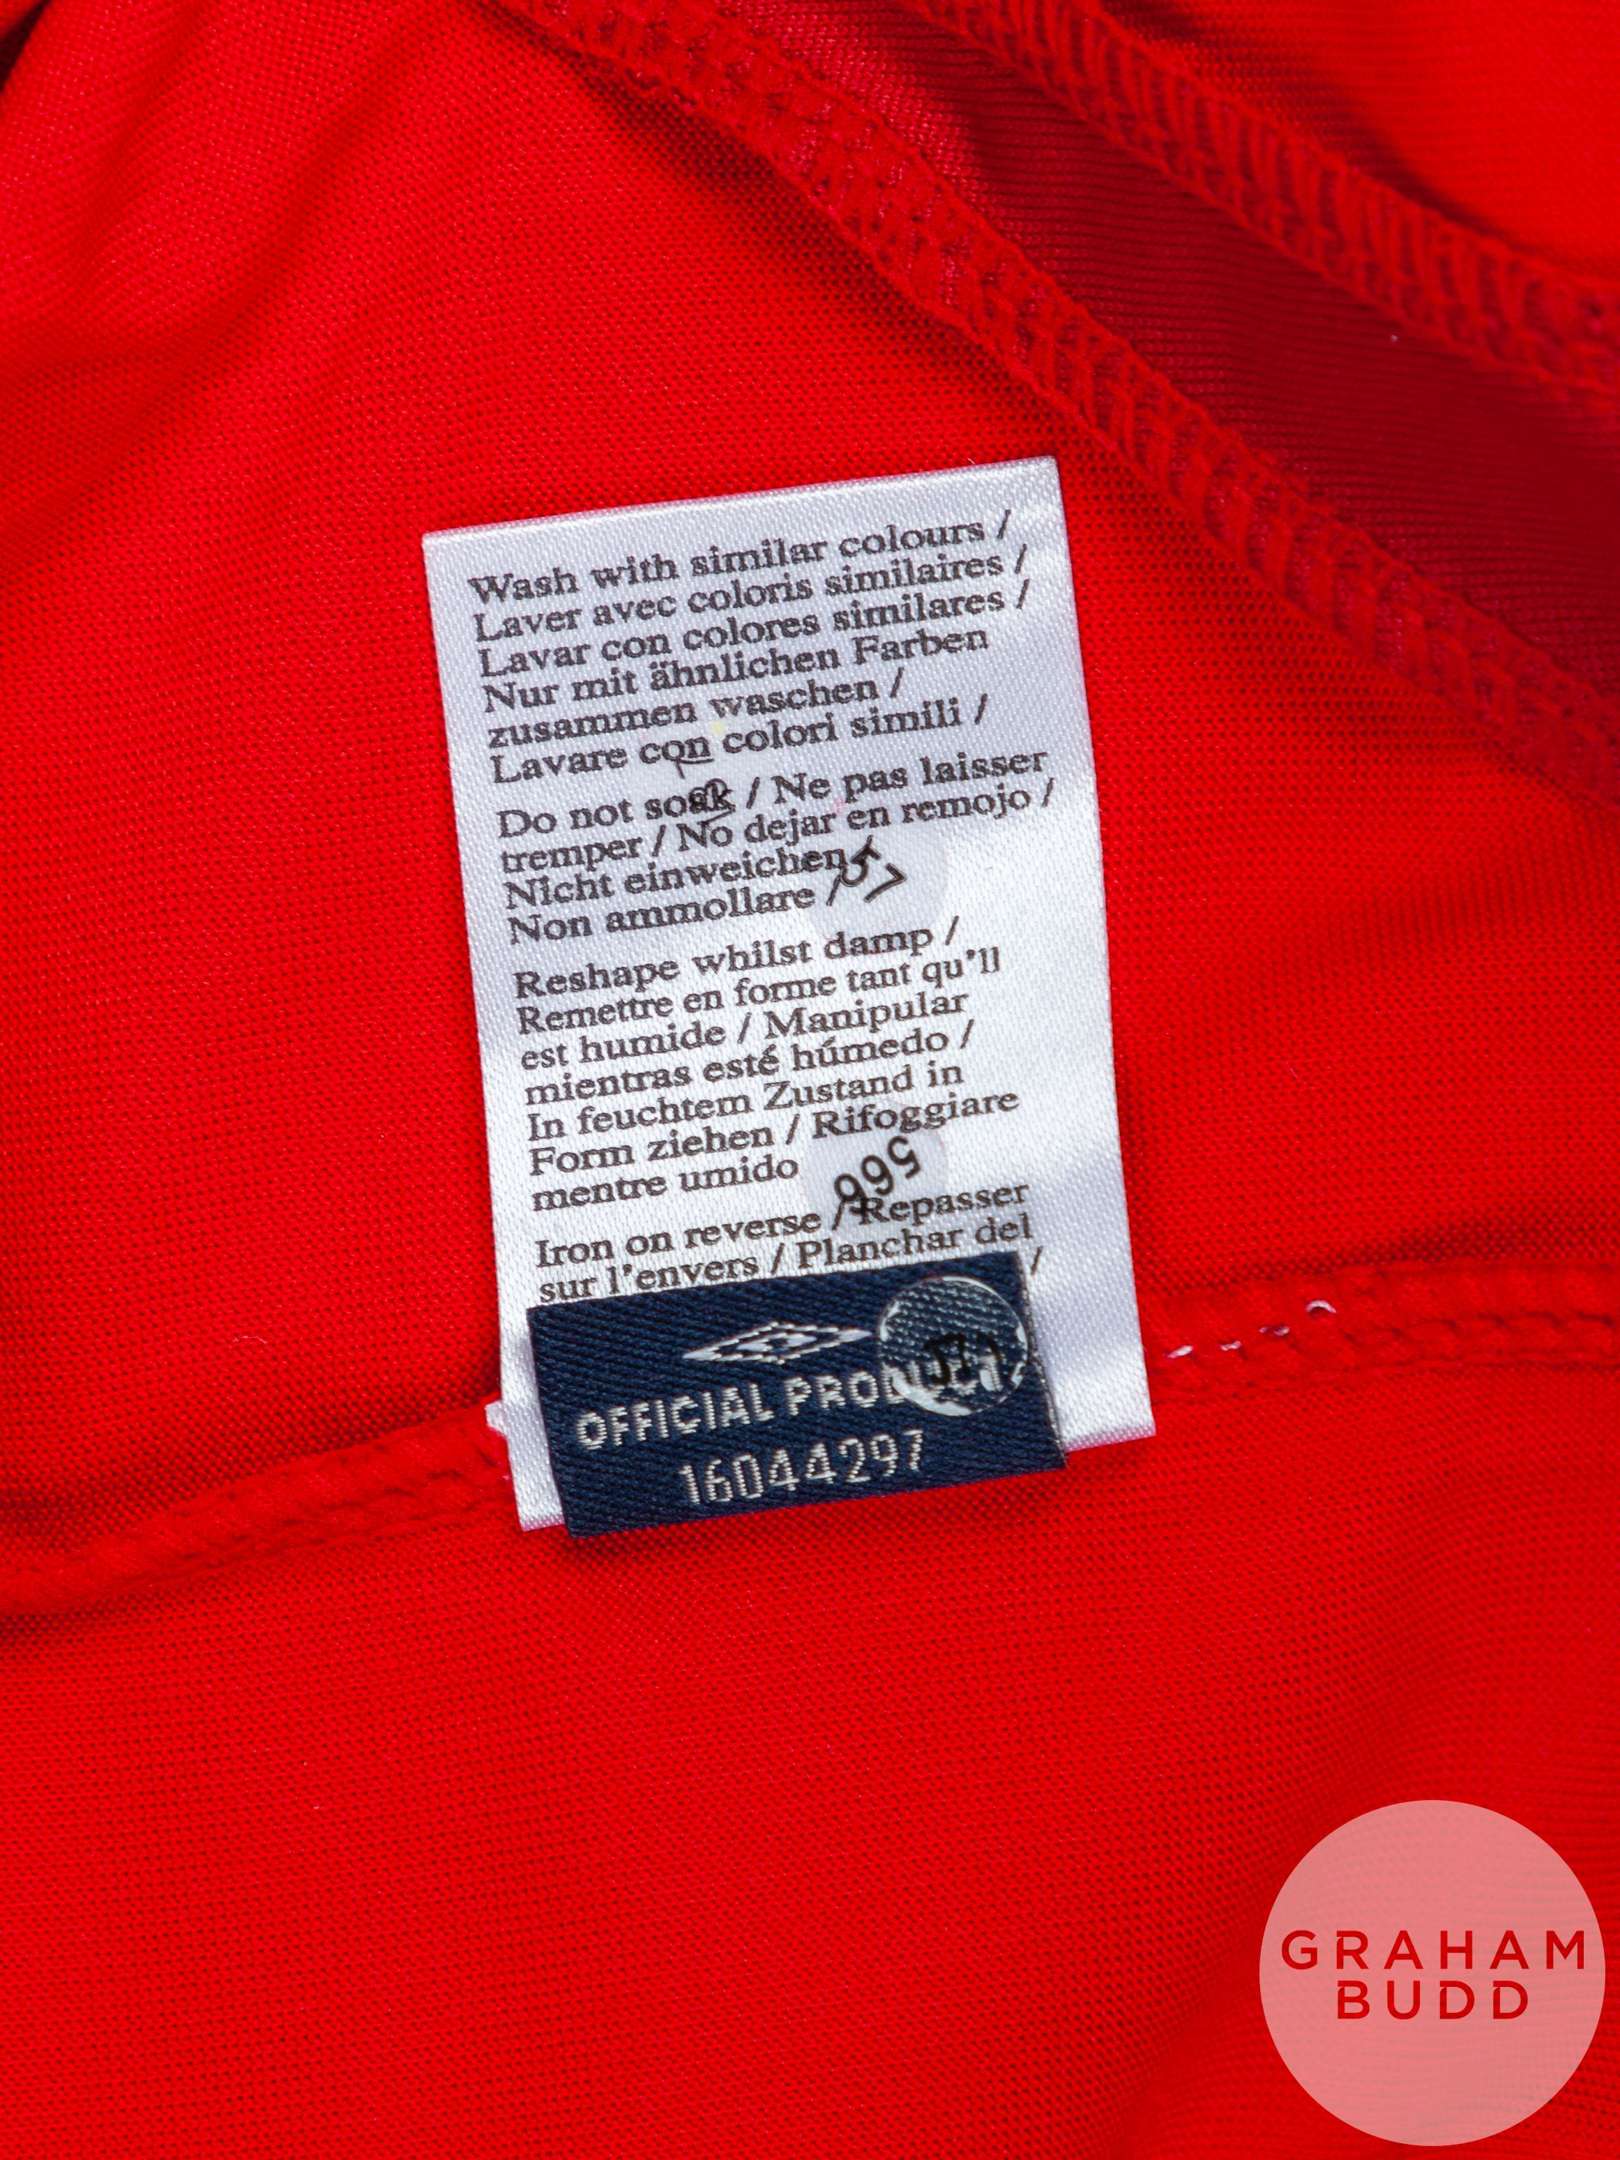 Wash with similar colours /
Laver avec coloris similaires /
Lavar con colores similares /
Nur mit ähnlichen Farben
zusammen waschen /
Lavare con colori simili /
Do not soak / Ne pas laisser
tremper / No dejar en remojo /
Nicht einweichen /
Non ammollare /
Reshape whilst damp /
Remettre en forme tant qu'il
est humide / Manipular
mientras esté húmedo /
In feuchtem Zustand in
Form ziehen / Rifoggiare
mentre umido
566
Iron on reverse / Repasser
sur l'envers / Planchar del
/
OFFICIAL PRODUCT
16044297
GRAHAM
BUDD